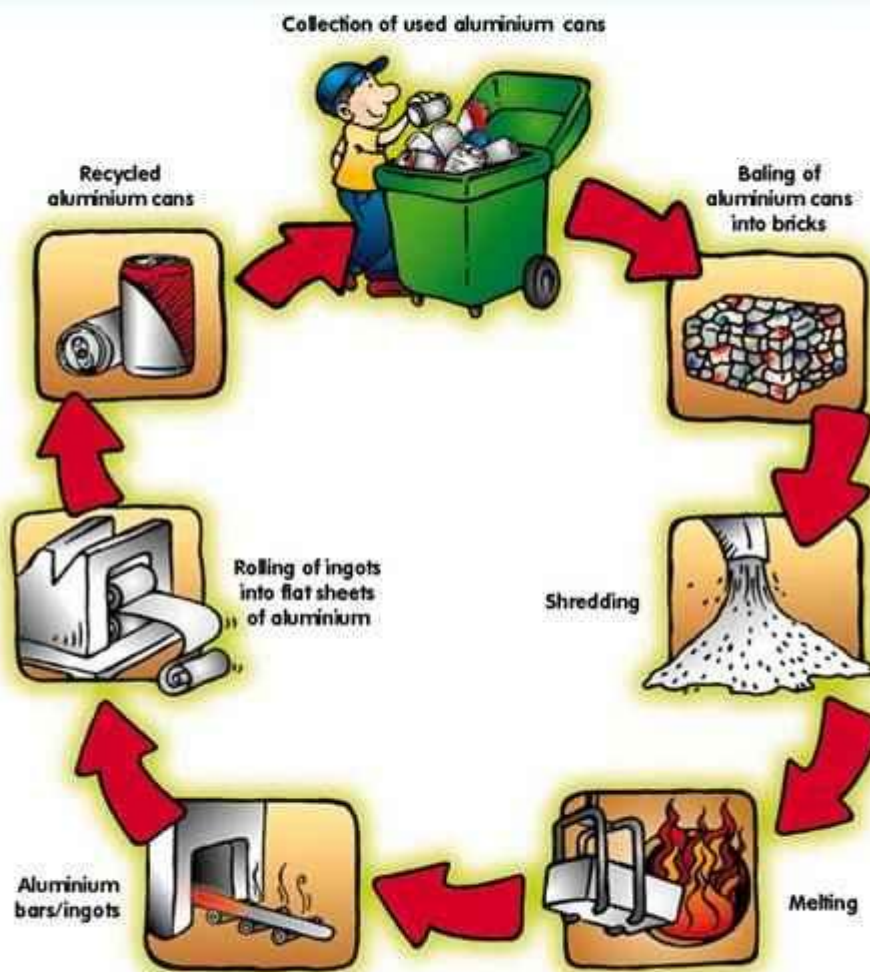 Collection of used aluminium cans
Baling of
aluminium cans
into bricks
Shredding
Melting
Aluminium
bars/ingots
Rolling of ingots
into flat sheets
of aluminium
Recycled
aluminium cans